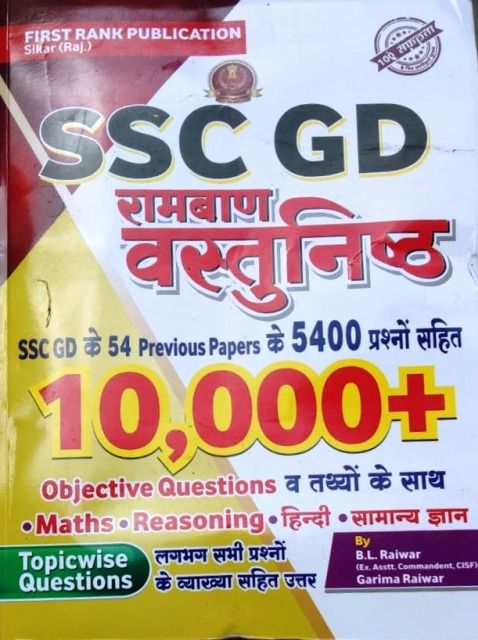 FIRST RANK PUBLICATION
Sikar (Raj.)
100% सफलता
SSC GD
रामबाण
वस्तुनिष्ठ
SSC GD के 54 Previous Papers के 5400 प्रश्नों सहित
10,000+
Objective Questions व तथ्यों के साथ
•Maths •Reasoning •हिन्दी •सामान्य ज्ञान
Topicwise
Questions
लगभग सभी प्रश्नों
के व्याख्या सहित उत्तर
By
B.L. Raiwar
(Ex. Asstt. Commandent, CISF)
Garima Raiwar